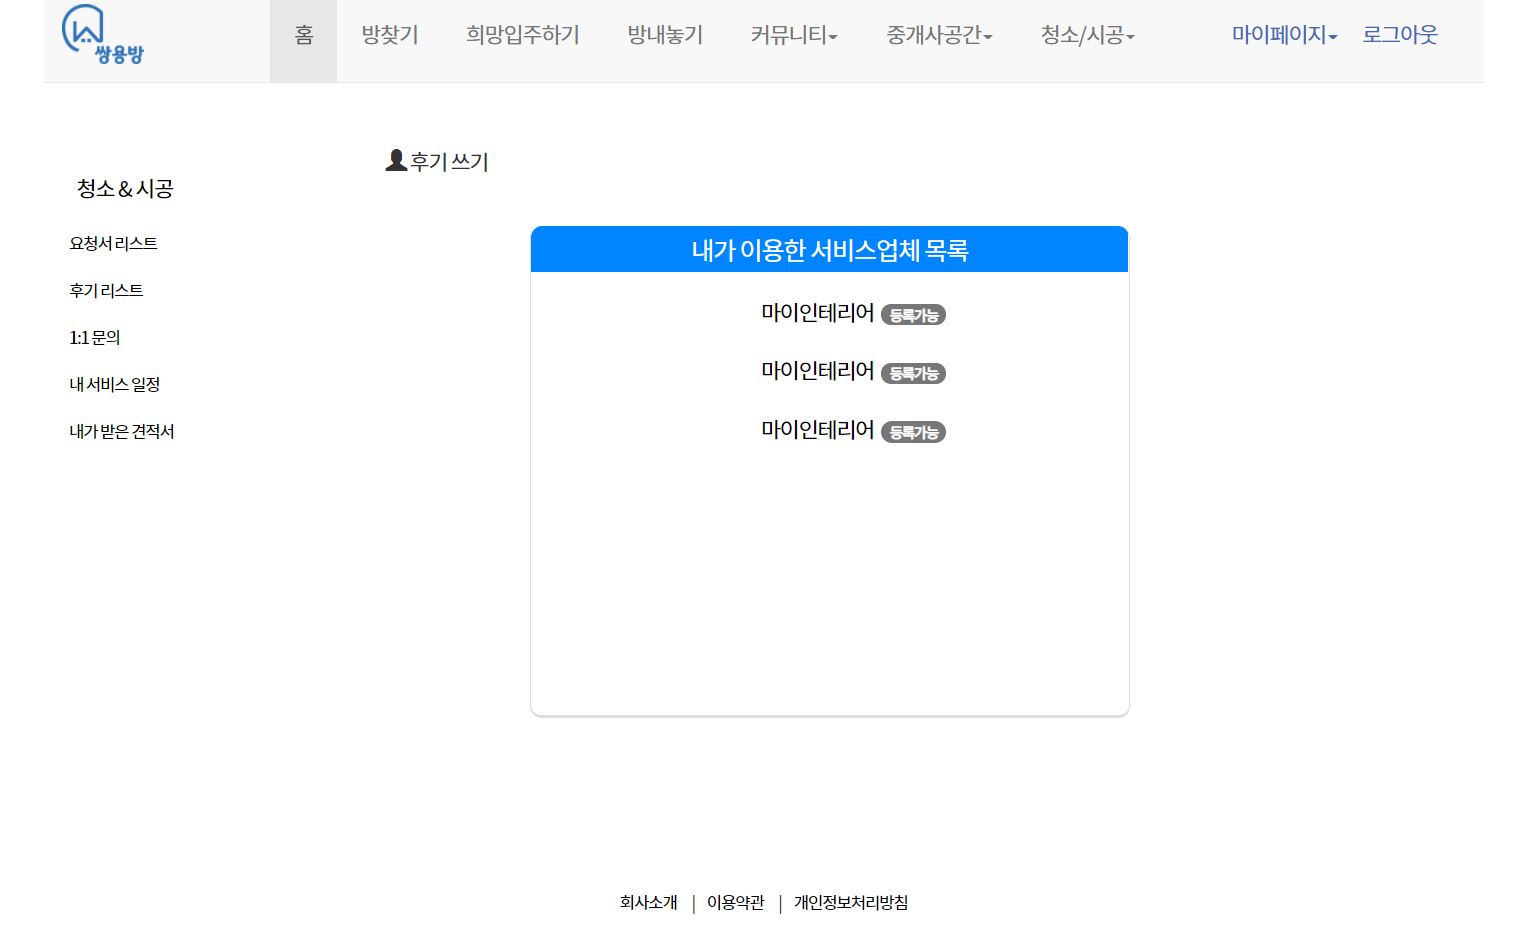 쌍용방
홈 방찾기 희망입주하기 방내놓기 커뮤니티 중개사공간 청소/시공 마이페이지 로그아웃
후기 쓰기
청소 & 시공
요청서 리스트
후기 리스트
1:1 문의
내 서비스 일정
내가 받은 견적서
내가 이용한 서비스업체 목록
마이인테리어 등록가능
마이인테리어 등록가능
마이인테리어 등록가능
회사소개 | 이용약관 | 개인정보처리방침